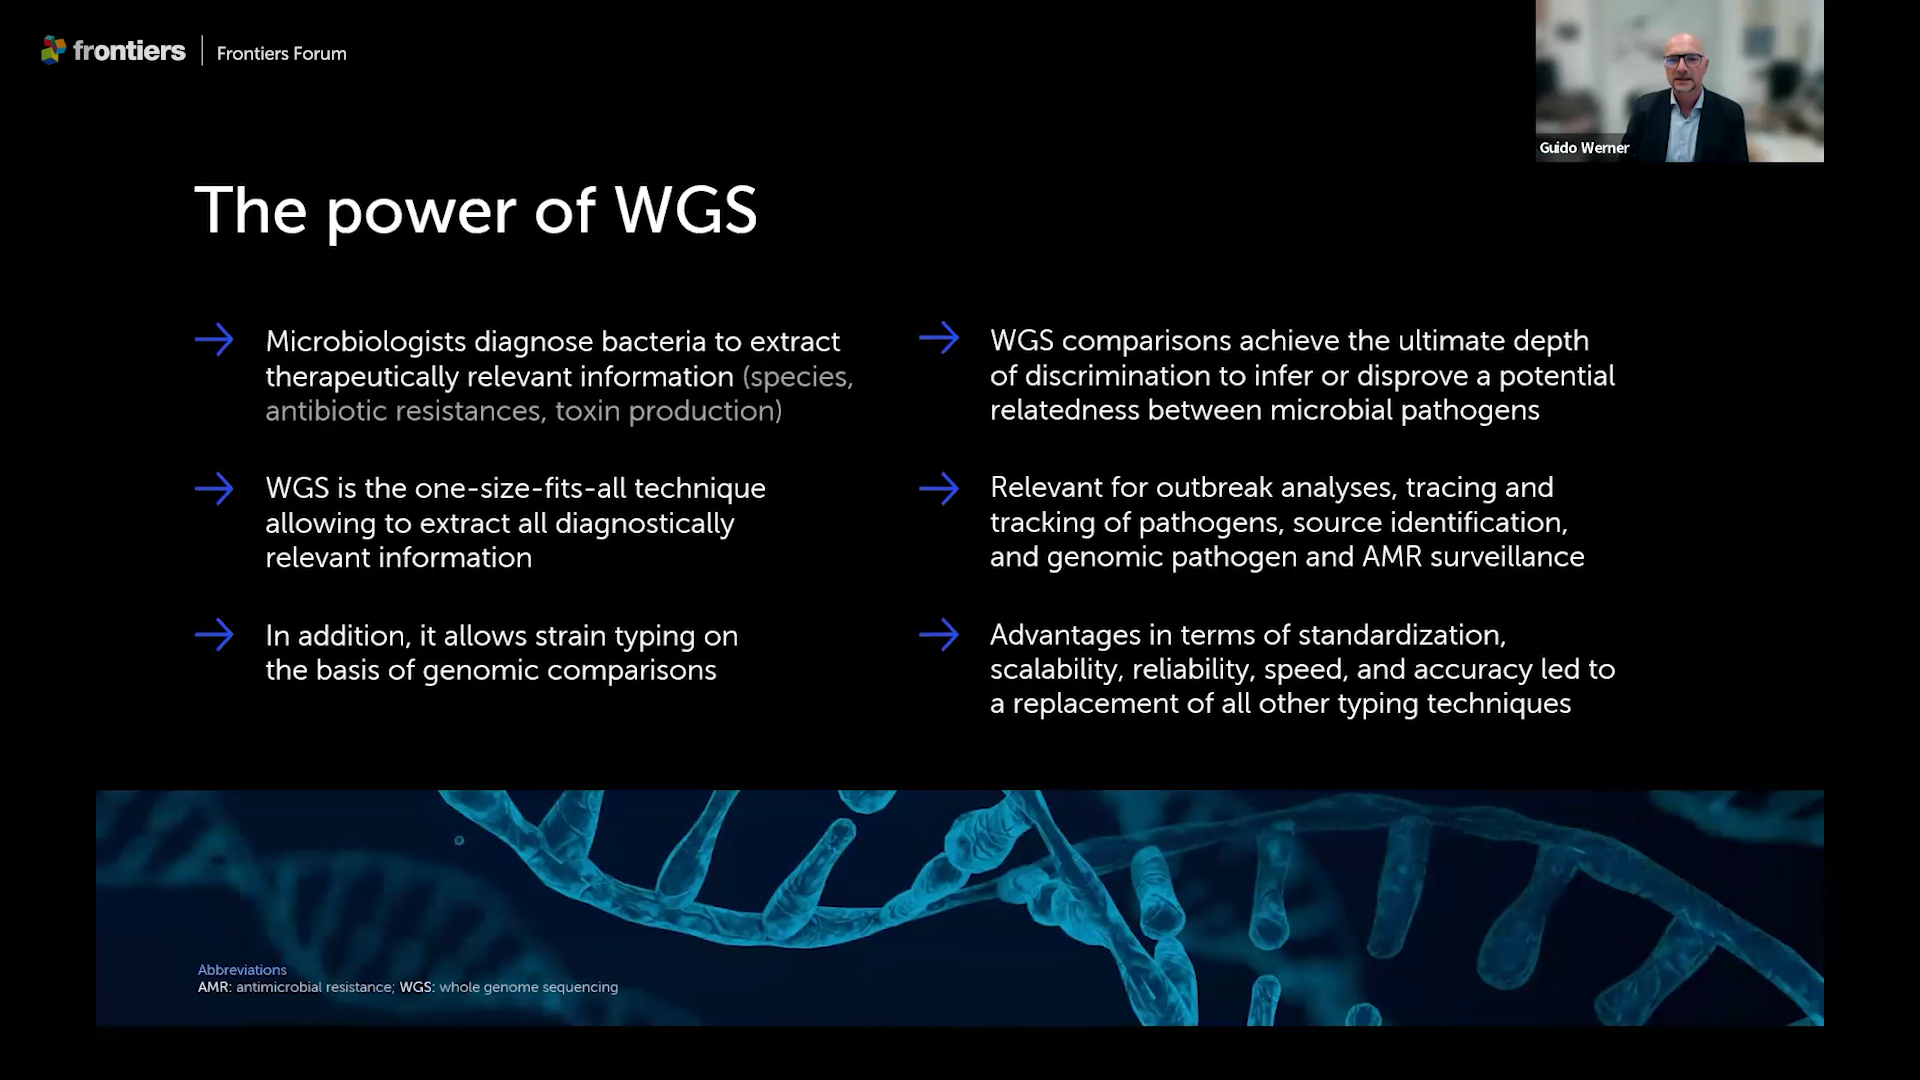 frontiers | Frontiers Forum
Guido Werner
The power of WGS
Microbiologists diagnose bacteria to extract
therapeutically relevant information (species,
antibiotic resistances, toxin production)
WGS is the one-size-fits-all technique
allowing to extract all diagnostically
relevant information
In addition, it allows strain typing on
the basis of genomic comparisons
WGS comparisons achieve the ultimate depth
of discrimination to infer or disprove a potential
relatedness between microbial pathogens
Relevant for outbreak analyses, tracing and
tracking of pathogens, source identification,
and genomic pathogen and AMR surveillance
Advantages in terms of standardization,
scalability, reliability, speed, and accuracy led to
a replacement of all other typing techniques
Abbreviations
AMR: antimicrobial resistance; WGS: whole genome sequencing